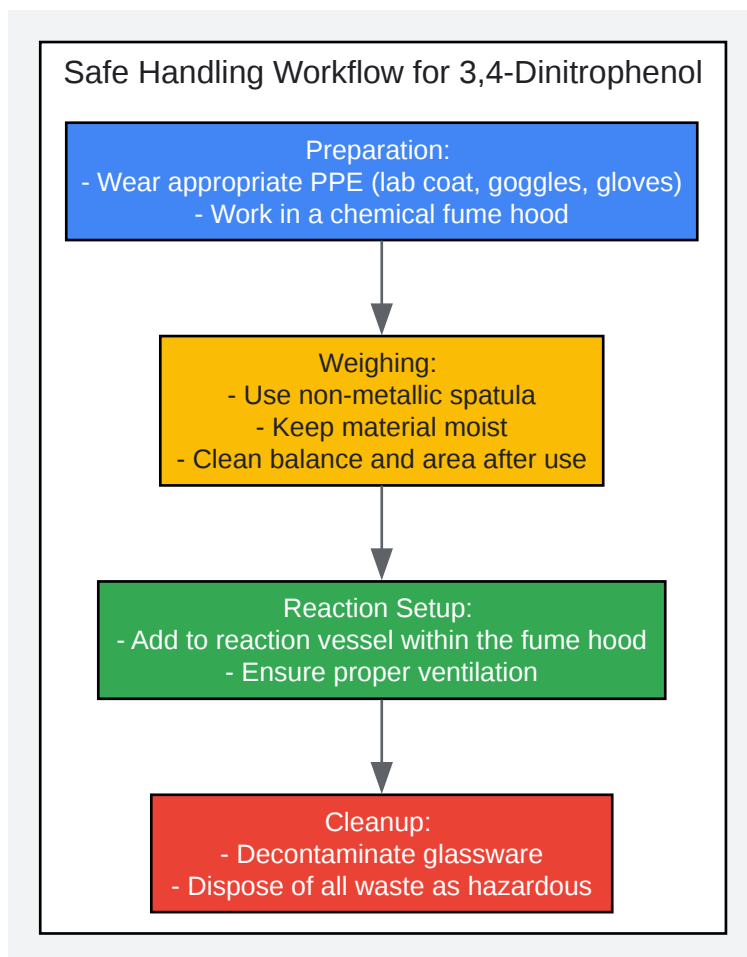 Safe Handling Workflow for 3,4-Dinitrophenol
Preparation:
- Wear appropriate PPE (lab coat, goggles, gloves)
- Work in a chemical fume hood
Weighing:
- Use non-metallic spatula
- Keep material moist
- Clean balance and area after use
Reaction Setup:
- Add to reaction vessel within the fume hood
- Ensure proper ventilation
Cleanup:
- Decontaminate glassware
- Dispose of all waste as hazardous